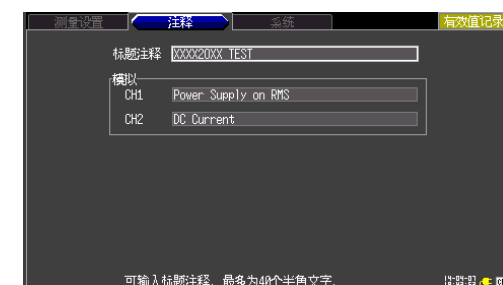 测量设置 注释 系统 有效值记录
标题注释 XXXX20XX TEST
模拟
CH1 Power Supply on RMS
CH2 DC Current
可输入标题注释, 最多为40个半角文字.